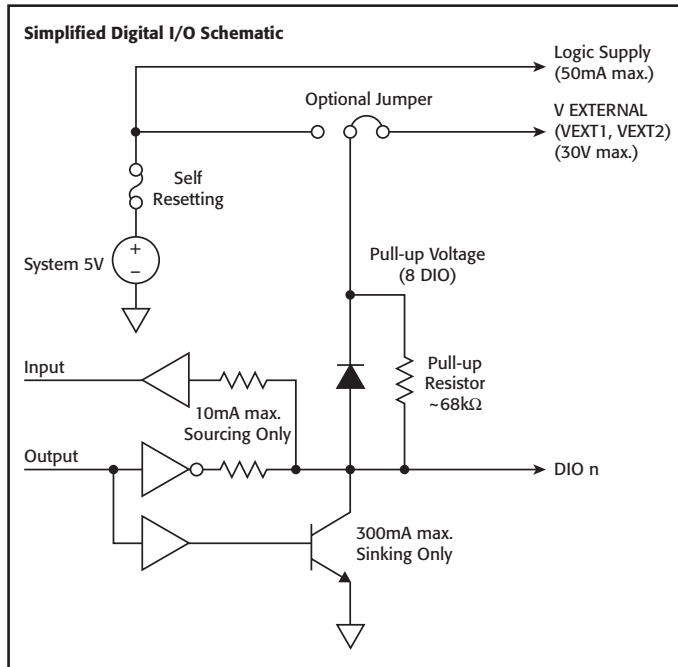 Simplified Digital I/O Schematic
Logic Supply
(50mA max.)
Optional Jumper
V EXTERNAL
(VEXT1, VEXT2)
(30V max.)
Self
Resetting
+
−
System 5V
Pull-up Voltage
(8 DIO)
Input
Pull-up
Resistor
~68kΩ
10mA max.
Sourcing Only
Output
DIO n
300mA max.
Sinking Only